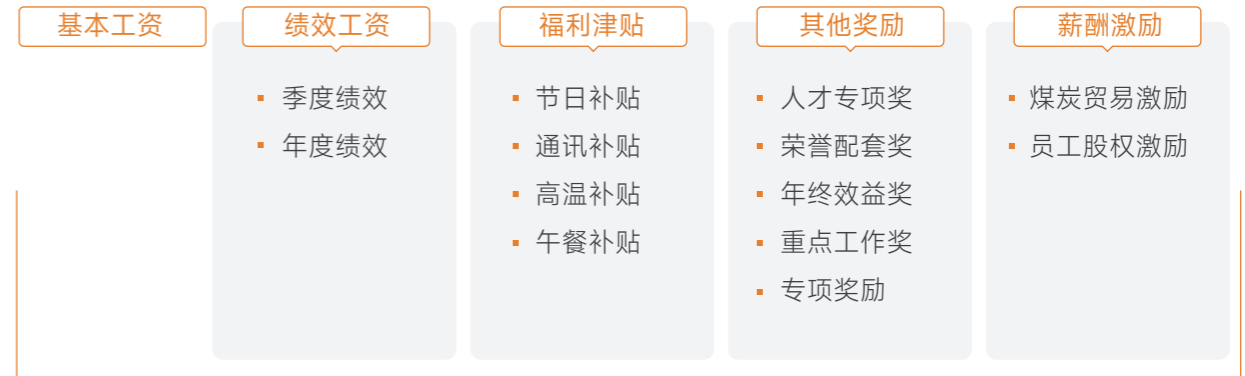 基本工资
绩效工资
季度绩效
年度绩效
福利津贴
节日补贴
通讯补贴
高温补贴
午餐补贴
其他奖励
人才专项奖
荣誉配套奖
年终效益奖
重点工作奖
专项奖励
薪酬激励
煤炭贸易激励
员工股权激励